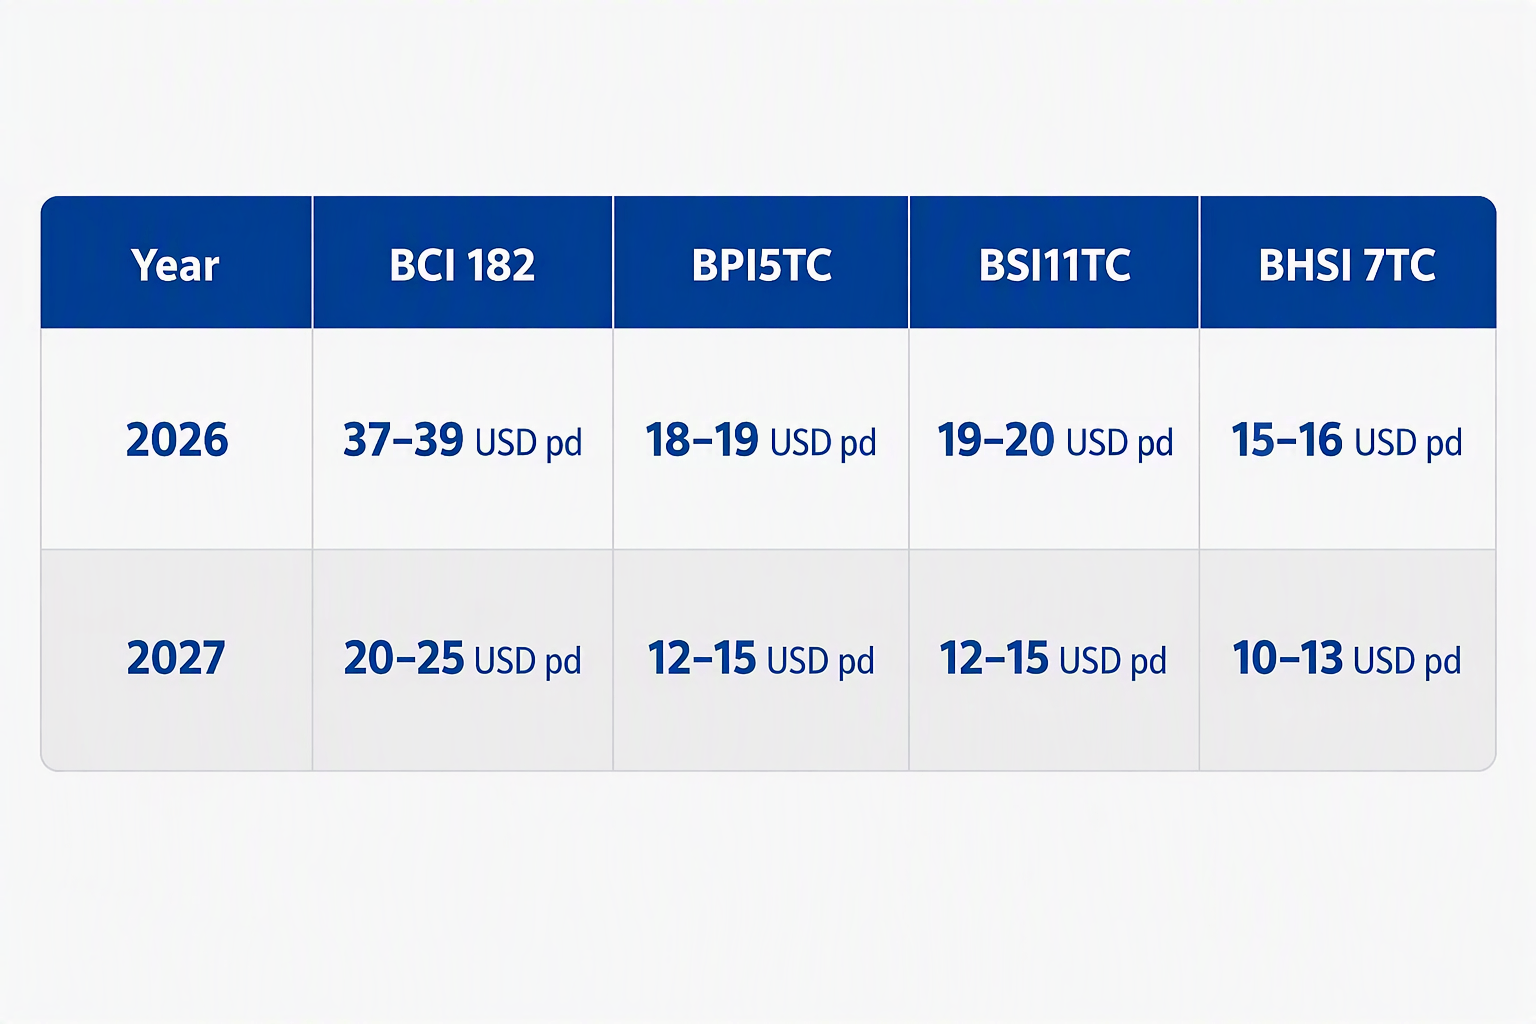 Year BCI 182 BPI5TC BSI11TC BHSI 7TC
2026 37–39 USD pd 18–19 USD pd 19–20 USD pd 15–16 USD pd
2027 20–25 USD pd 12–15 USD pd 12–15 USD pd 10–13 USD pd